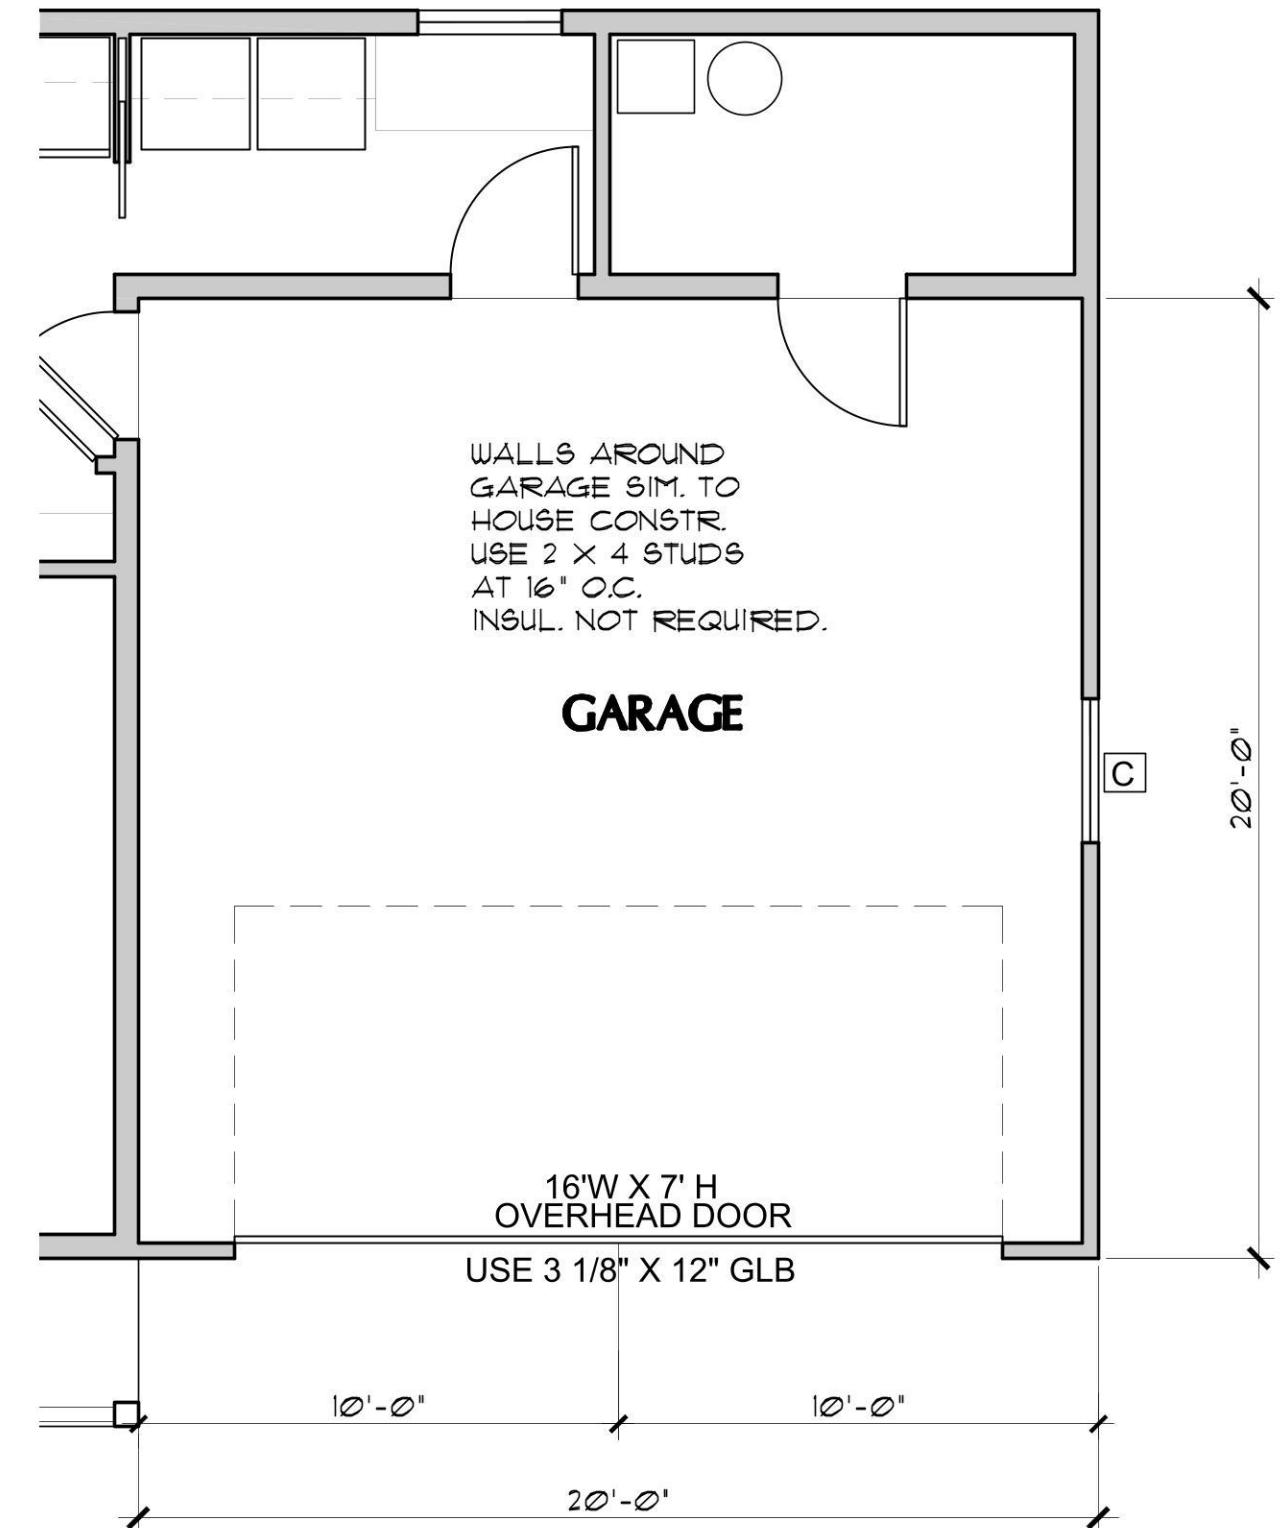 WALLS AROUND
GARAGE SIM. TO
HOUSE CONSTR.
USE 2 X 4 STUDS
AT 16" O.C.
INSUL. NOT REQUIRED.
GARAGE
C
20'-0"
16'W X 7' H
OVERHEAD DOOR
USE 3 1/8" X 12" GLB
10'-0"
10'-0"
20'-0"